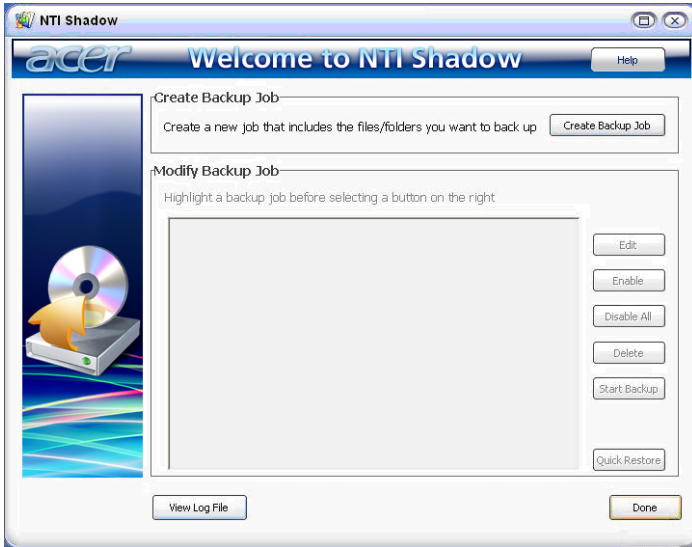 NTI Shadow
acer Welcome to NTI Shadow Help
Create Backup Job
Create a new job that includes the files/folders you want to back up Create Backup Job
Modify Backup Job
Highlight a backup job before selecting a button on the right
Edit
Enable
Disable All
Delete
Start Backup
Quick Restore
View Log File Done